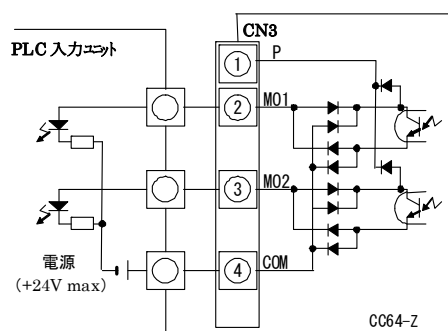 CN3
PLC 入力ユニット
① P
② MO1
③ MO2
電源
(+24V max)
④ COM
CC64-Z